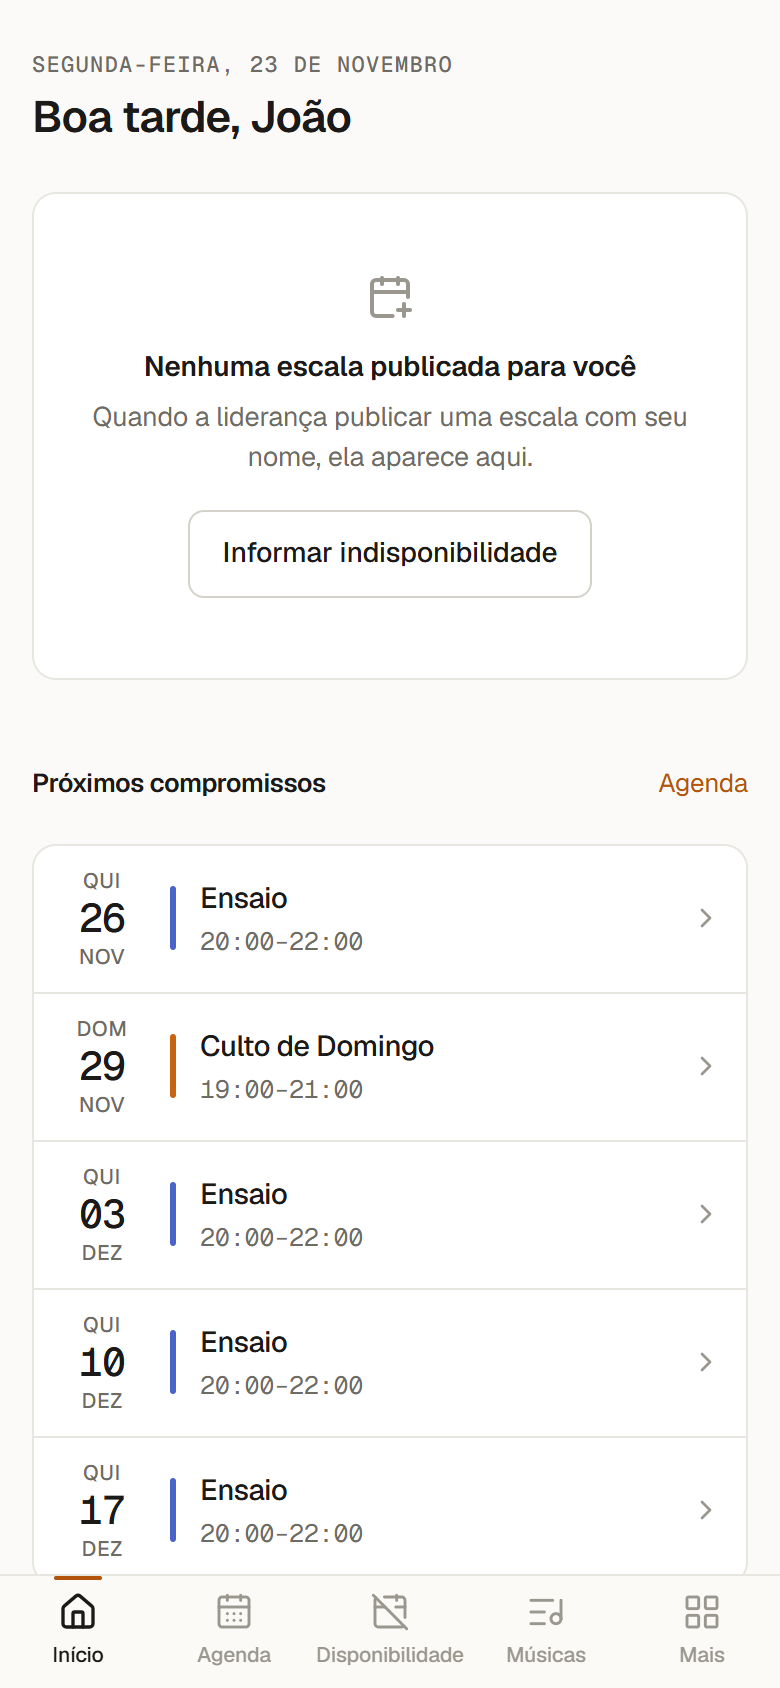 SEGUNDA-FEIRA, 23 DE NOVEMBRO
Boa tarde, João
Nenhuma escala publicada para você
Quando a liderança publicar uma escala com seu
nome, ela aparece aqui.
Informar indisponibilidade
Próximos compromissos
Agenda
QUI
26
NOV
Ensaio
20:00–22:00
DOM
29
NOV
Culto de Domingo
19:00–21:00
QUI
03
DEZ
Ensaio
20:00–22:00
QUI
10
DEZ
Ensaio
20:00–22:00
QUI
17
DEZ
Ensaio
20:00–22:00
Início
Agenda
Disponibilidade
Músicas
Mais